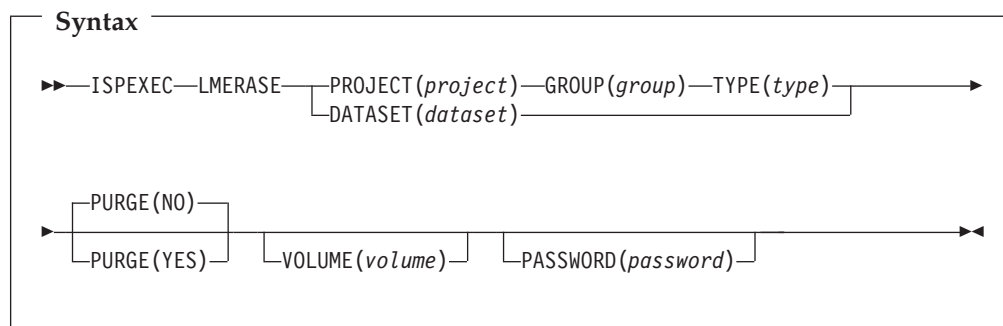 Syntax
ISPEXEC LMERASE PROJECT(project) GROUP(group) TYPE(type)
DATASET(dataset)
PURGE(NO)
PURGE(YES) VOLUME(volume) PASSWORD(password)